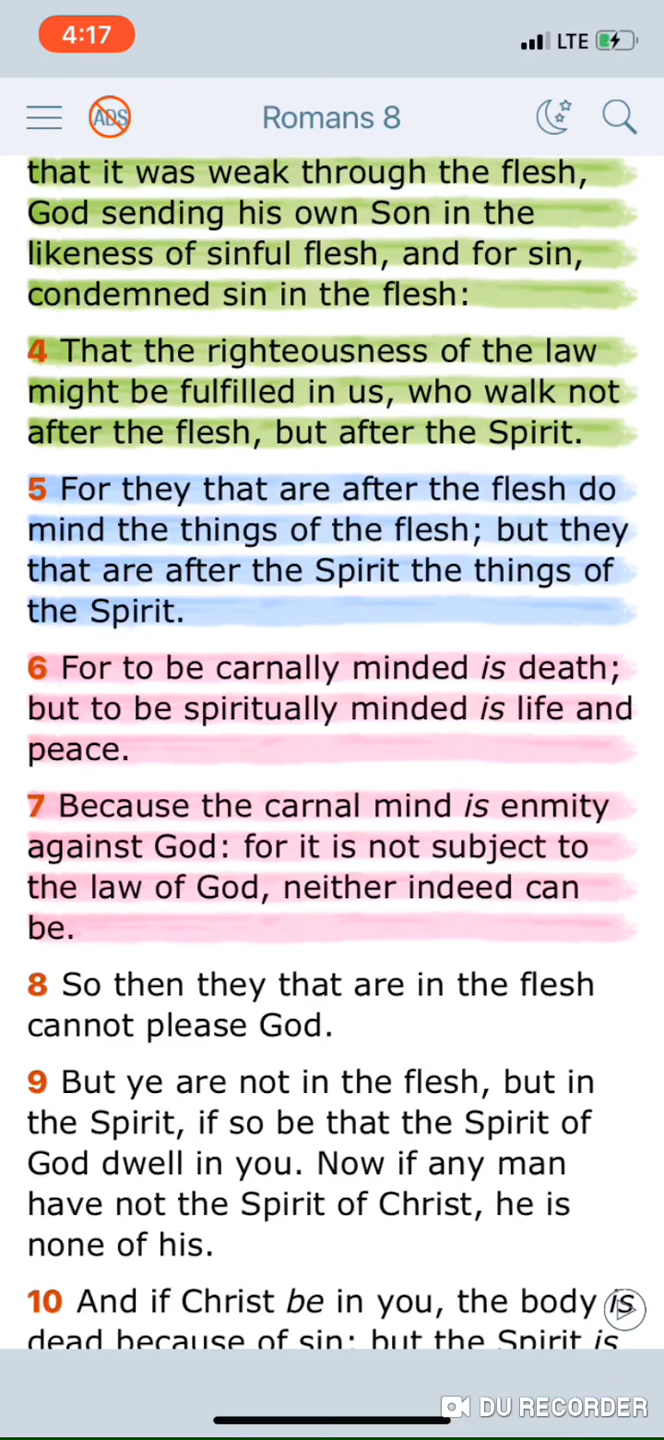 4:17
LTE
ADS
Romans 8
that it was weak through the flesh,
God sending his own Son in the
likeness of sinful flesh, and for sin,
condemned sin in the flesh:
4 That the righteousness of the law
might be fulfilled in us, who walk not
after the flesh, but after the Spirit.
5 For they that are after the flesh do
mind the things of the flesh; but they
that are after the Spirit the things of
the Spirit.
6 For to be carnally minded is death;
but to be spiritually minded is life and
peace.
7 Because the carnal mind is enmity
against God: for it is not subject to
the law of God, neither indeed can
be.
8 So then they that are in the flesh
cannot please God.
9 But ye are not in the flesh, but in
the Spirit, if so be that the Spirit of
God dwell in you. Now if any man
have not the Spirit of Christ, he is
none of his.
10 And if Christ be in you, the body is
dead because of sin; but the Spirit is
DU RECORDER